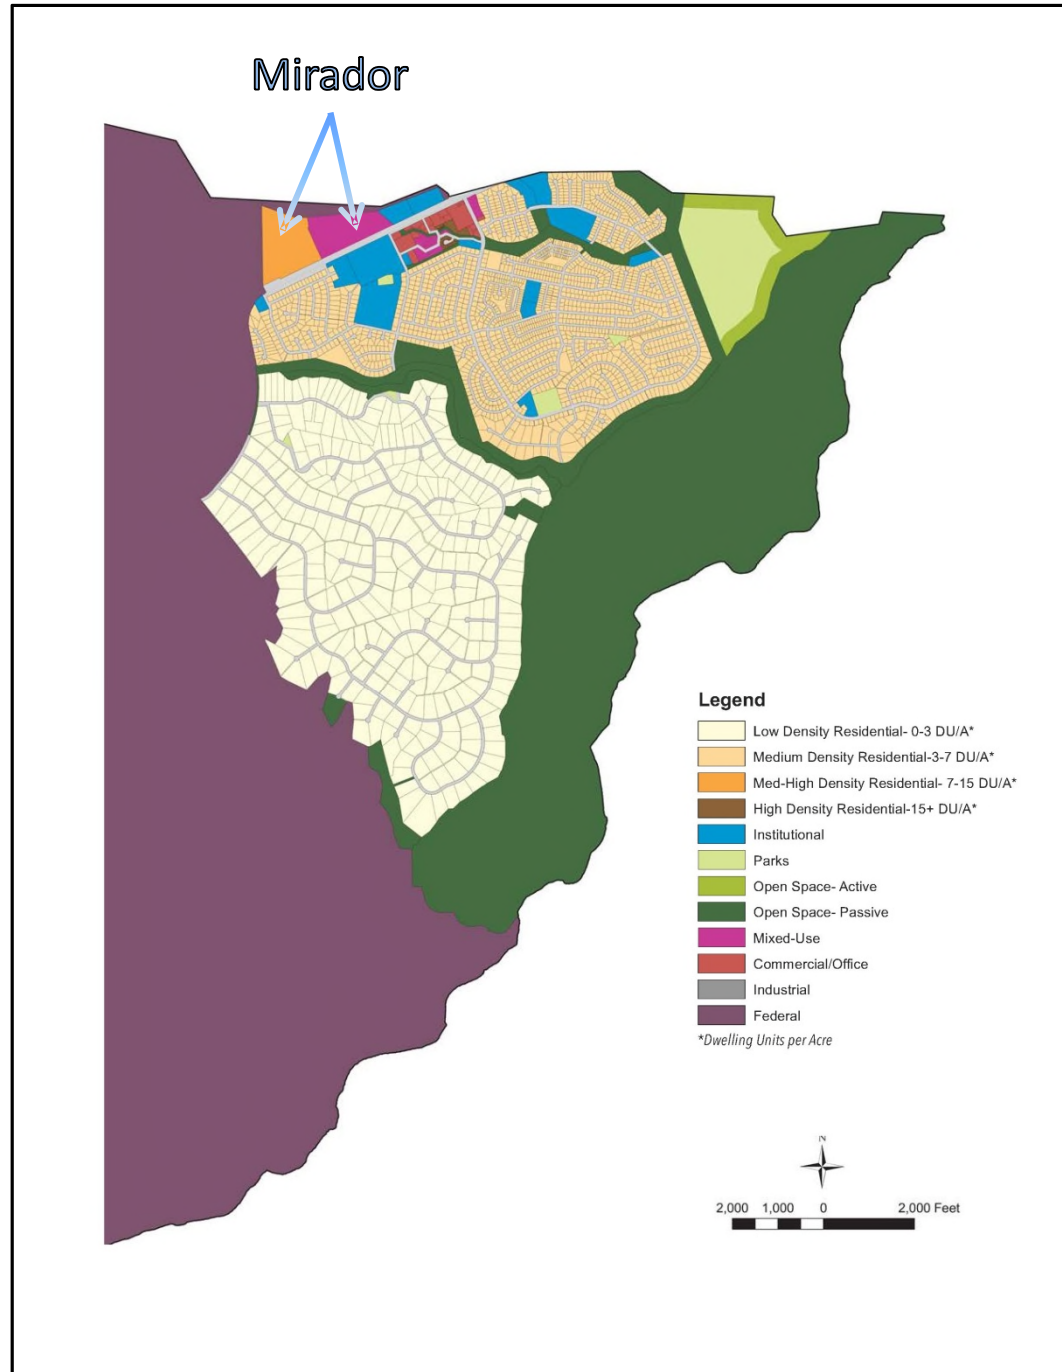 Mirador
Legend
Low Density Residential- 0-3 DU/A*
Medium Density Residential-3-7 DU/A*
Med-High Density Residential- 7-15 DU/A*
High Density Residential-15+ DU/A*
Institutional
Parks
Open Space- Active
Open Space- Passive
Mixed-Use
Commercial/Office
Industrial
Federal
*Dwelling Units per Acre
N
2,000 1,000 0 2,000 Feet